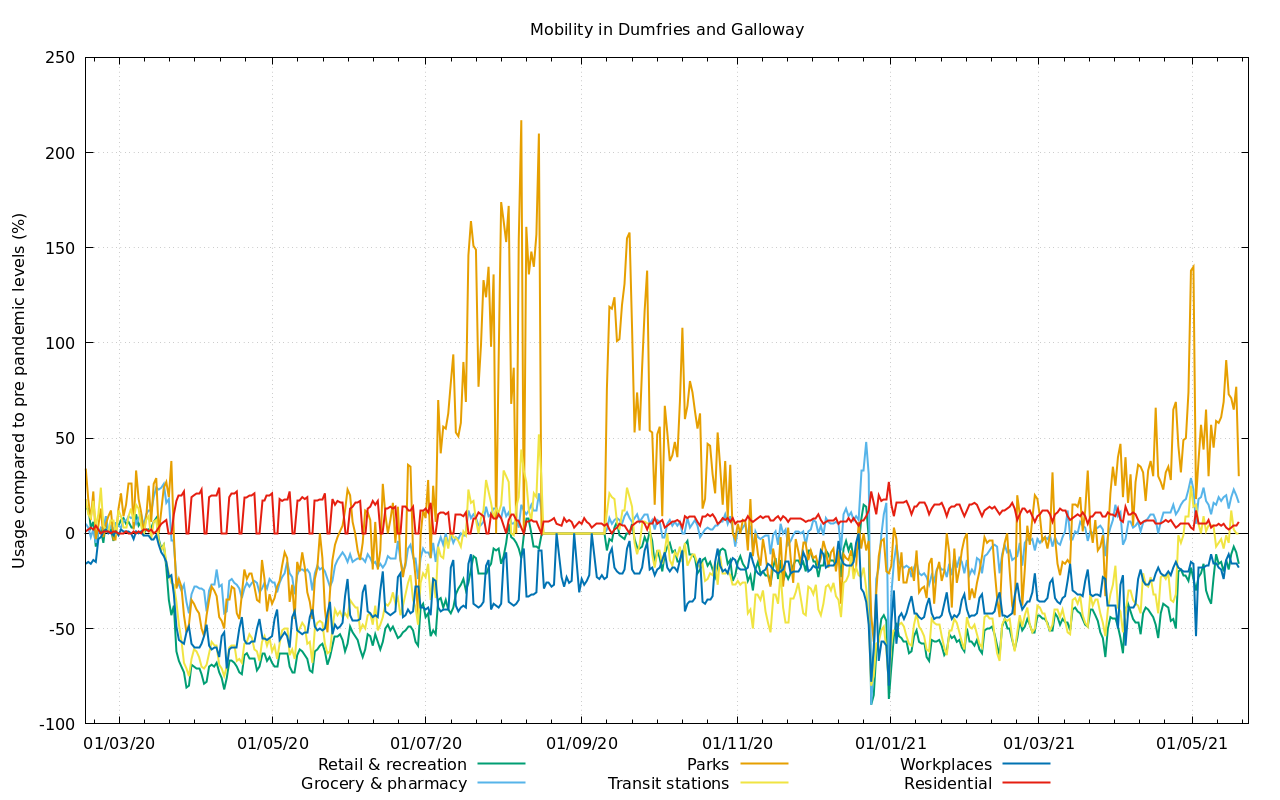 Mobility in Dumfries and Galloway
Usage compared to pre pandemic levels (%)
250
200
150
100
50
0
-50
-100
01/03/20 01/05/20 01/07/20 01/09/20 01/11/20 01/01/21 01/03/21 01/05/21
Retail & recreation Parks Workplaces
Grocery & pharmacy Transit stations Residential